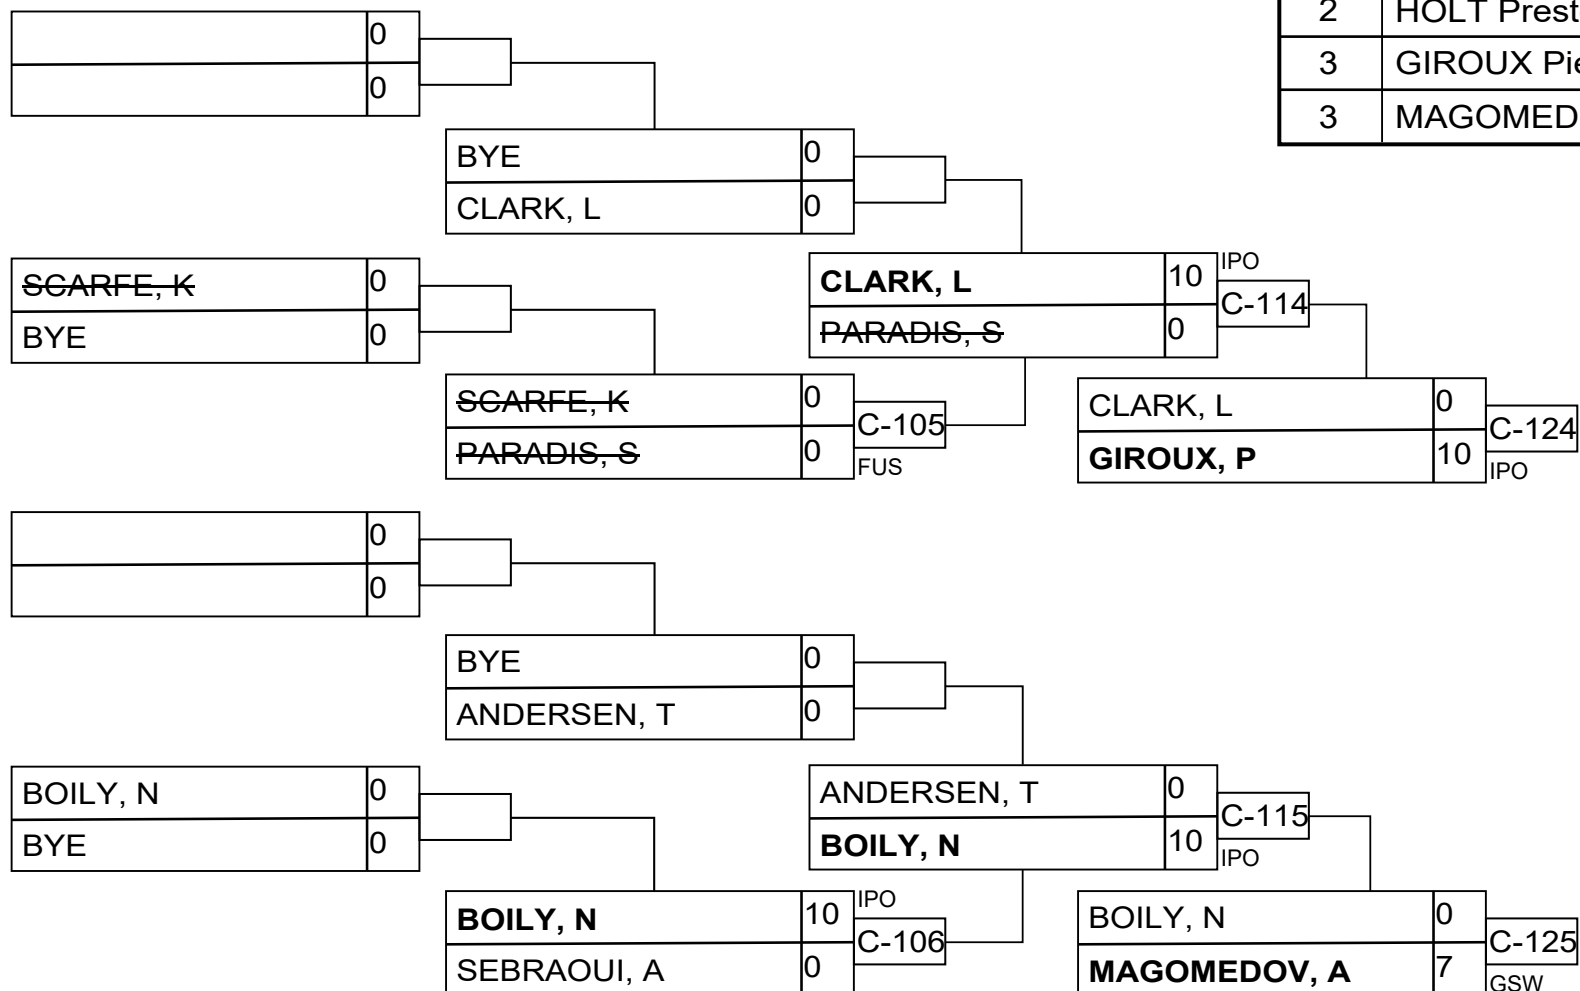 0
0
2 HOLT Prest
3 GIROUX Pie
3 MAGOMED
BYE 0
CLARK, L 0
SCARFE, K 0
BYE 0
CLARK, L 10 IPO
C-114
PARADIS, S 0
SCARFE, K 0
C-105
PARADIS, S 0 FUS
CLARK, L 0
C-124
GIROUX, P 10 IPO
0
0
BYE 0
ANDERSEN, T 0
BOILY, N 0
BYE 0
ANDERSEN, T 0
C-115
BOILY, N 10 IPO
BOILY, N 10 IPO
C-106
SEBRAOUI, A 0
BOILY, N 0
C-125
MAGOMEDOV, A 7 GSW